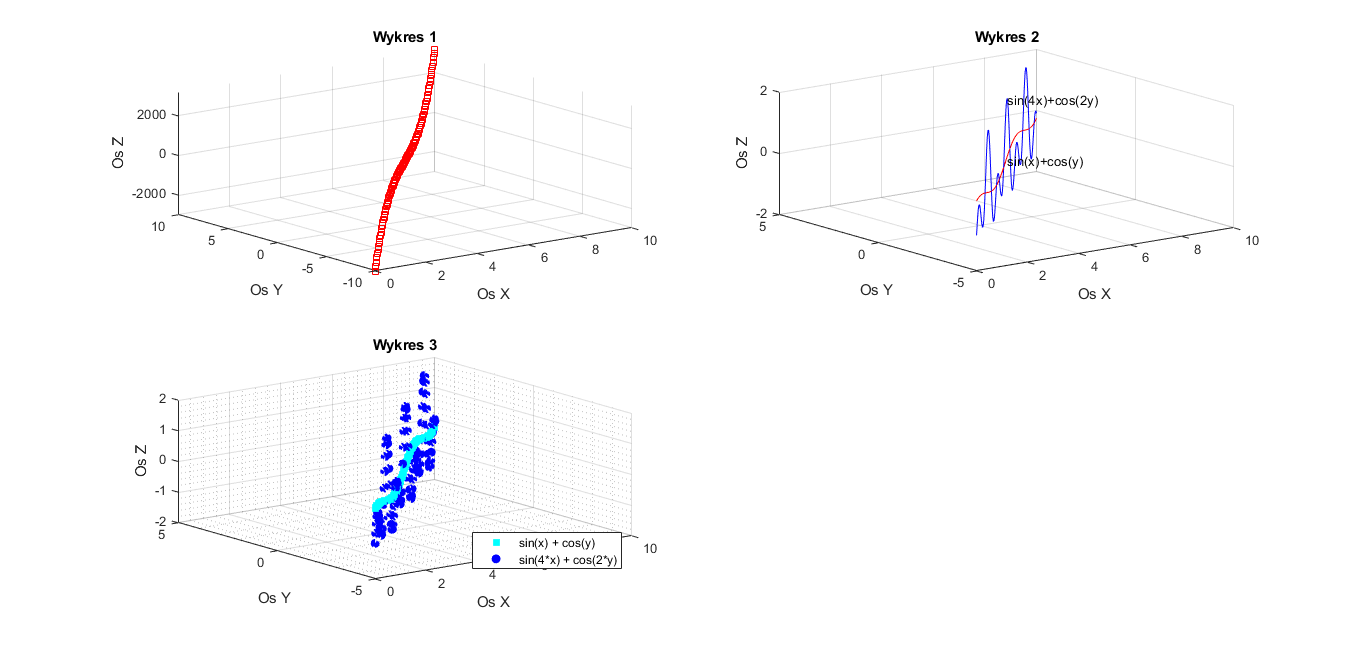 Wykres 1
2000
0
-2000
Os Z
10
5
0
-5
-10
Os Y
0
2
4
6
8
10
Os X
Wykres 2
2
0
-2
Os Z
5
0
-5
Os Y
0
2
4
6
8
10
Os X
sin(4x)+cos(2y)
sin(x)+cos(y)
Wykres 3
2
1
0
-1
-2
Os Z
5
0
-5
Os Y
0
2
4
10
Os X
sin(x) + cos(y)
sin(4*x) + cos(2*y)